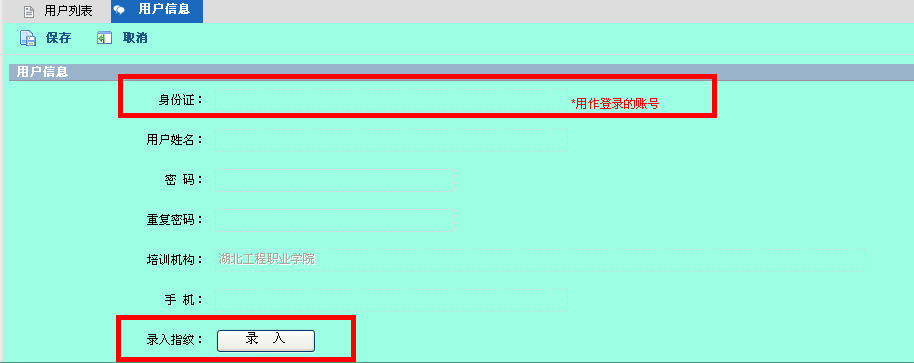 用户列表 用户信息
保存 取消
用户信息
身份证： *用作登录的账号
用户姓名：
密 码：
重复密码：
培训机构： 湖北工程职业学院
手 机：
录入指纹： 录 入